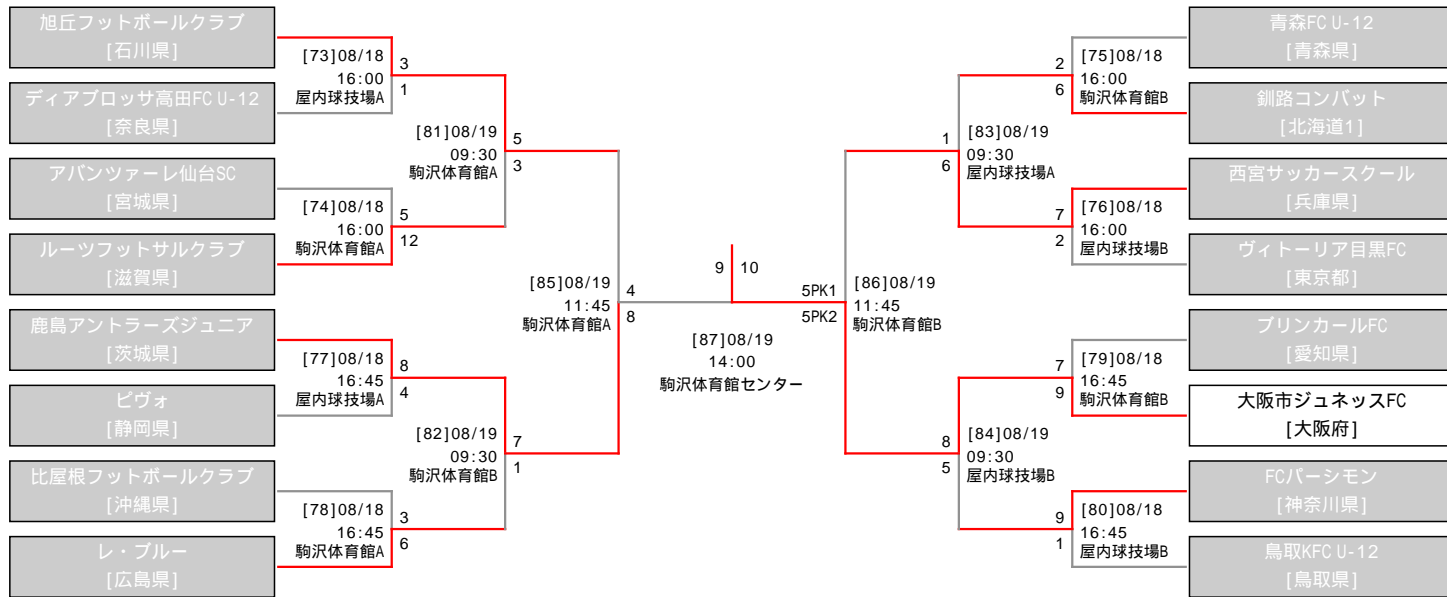 旭丘フットボールクラブ
[石川県]
ディアブロッサ高田FC U-12
[奈良県]
アバンツァーレ仙台SC
[宮城県]
ルーツフットサルクラブ
[滋賀県]
鹿島アントラーズジュニア
[茨城県]
ピヴォ
[静岡県]
比屋根フットボールクラブ
[沖縄県]
レ・ブルー
[広島県]
[73]08/18
16:00
屋内球技場A
3
1
[74]08/18
16:00
駒沢体育館A
5
12
[77]08/18
16:45
屋内球技場A
8
4
[78]08/18
16:45
駒沢体育館A
3
6
[81]08/19
09:30
駒沢体育館A
5
3
[82]08/19
09:30
駒沢体育館B
7
1
[85]08/19
11:45
駒沢体育館A
4
8
9
10
[87]08/19
14:00
駒沢体育館センター
5PK1
5PK2
[86]08/19
11:45
駒沢体育館B
1
6
[83]08/19
09:30
屋内球技場A
8
5
[84]08/19
09:30
屋内球技場B
2
6
[75]08/18
16:00
駒沢体育館B
7
2
[76]08/18
16:00
屋内球技場B
7
9
[79]08/18
16:45
駒沢体育館B
9
1
[80]08/18
16:45
屋内球技場B
青森FC U-12
[青森県]
釧路コンパット
[北海道1]
西宮サッカースクール
[兵庫県]
ヴィトーリア目黒FC
[東京都]
ブリンカールFC
[愛知県]
大阪市ジュネッスFC
[大阪府]
FCパーシモン
[神奈川県]
鳥取KFC U-12
[鳥取県]